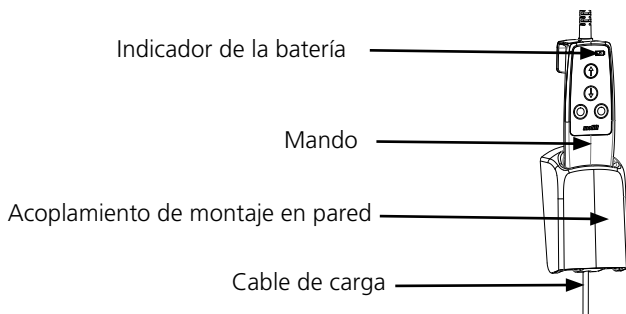 Indicador de la batería
Mando
Acoplamiento de montaje en pared
Cable de carga